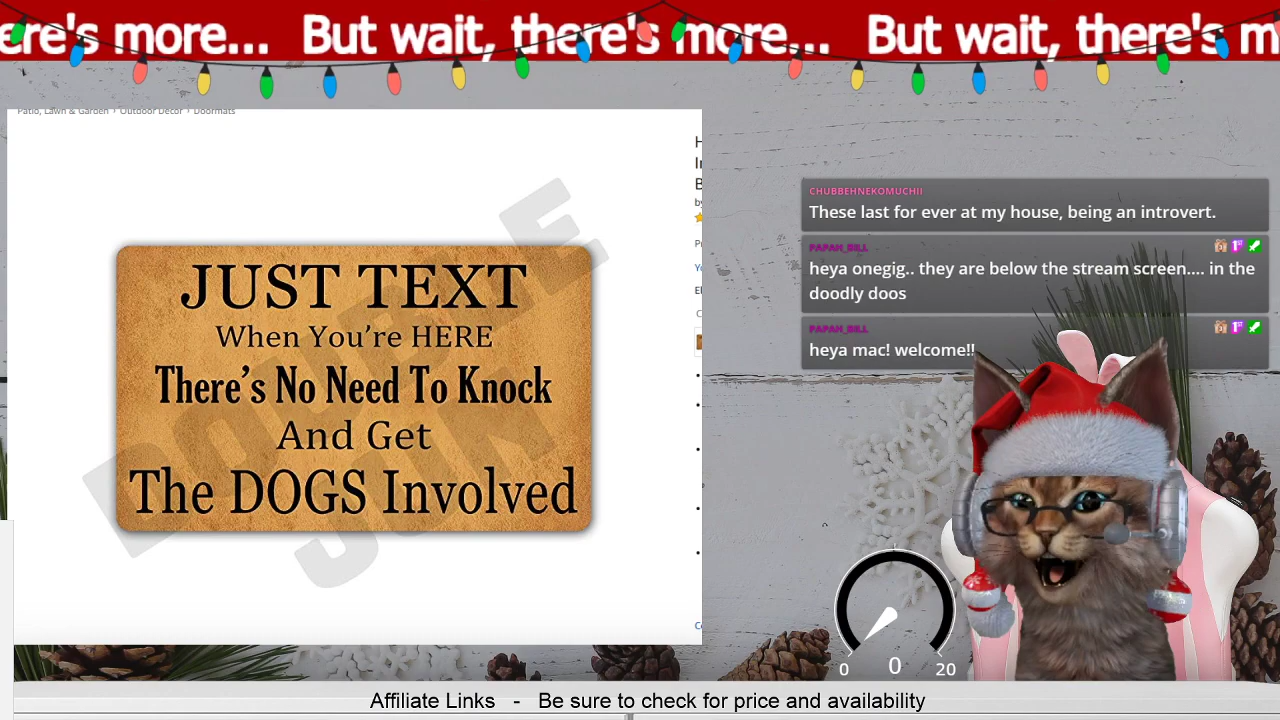 ere's more... But wait, there's more... But wait, there's m
Patio, Lawn & Garden › Outdoor Décor › Doormats
JUST TEXT
When You're HERE
There's No Need To Knock
And Get
The DOGS Involved
DOUBLE
SUN
CHUBBEHNEKOMUCHII
These last for ever at my house, being an introvert.
PAPAH_BILL
heya onegig.. they are below the stream screen.... in the
doodly doos
PAPAH_BILL
heya mac! welcome!!
0 0 20
Affiliate Links - Be sure to check for price and availability